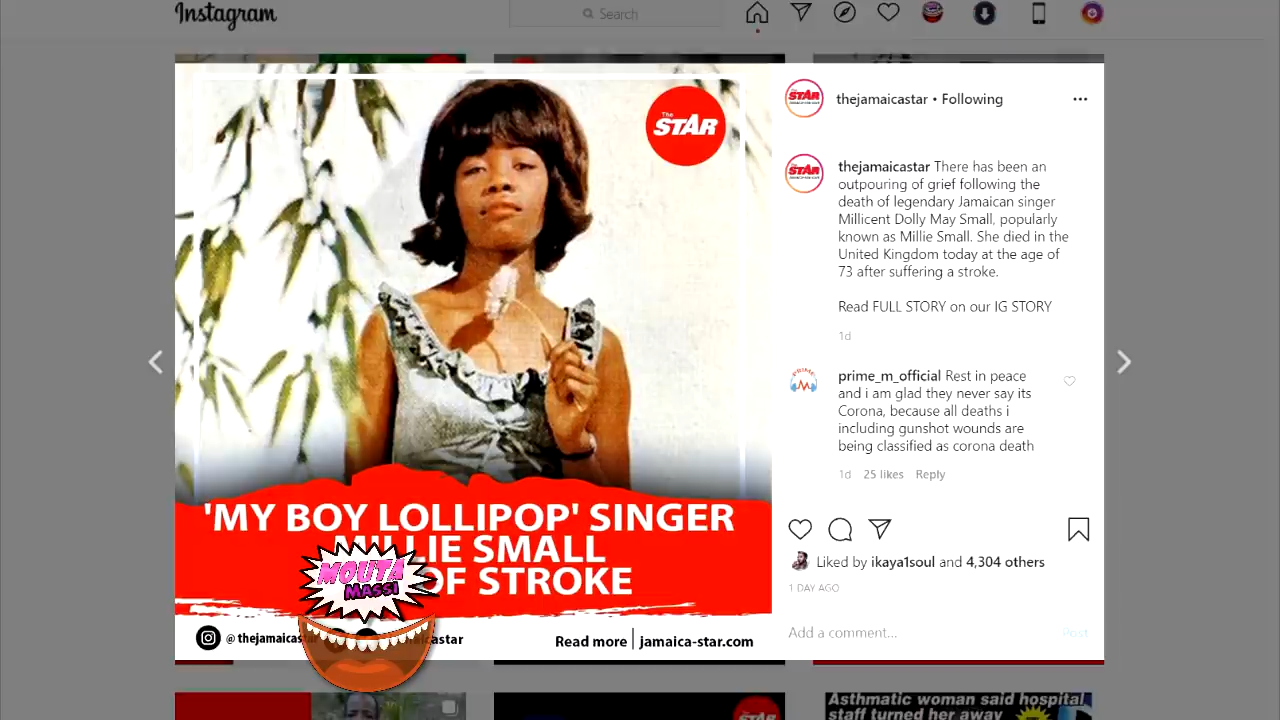 Instagram
Search
The
STAR
'MY BOY LOLLIPOP' SINGER
MILLIE SMALL
OF STROKE
MOUTA
MASSI
@ thejamaicastar
Read more | jamaica-star.com
thejamaicastar • Following
thejamaicastar There has been an
outpouring of grief following the
death of legendary Jamaican singer
Millicent Dolly May Small, popularly
known as Millie Small. She died in the
United Kingdom today at the age of
73 after suffering a stroke.
Read FULL STORY on our IG STORY
1d
prime_m_official Rest in peace
and i am glad they never say its
Corona, because all deaths i
including gunshot wounds are
being classified as corona death
1d 25 likes Reply
Liked by ikaya1soul and 4,304 others
1 DAY AGO
Add a comment...
Post
Asthmatic woman said hospital
staff turned her away